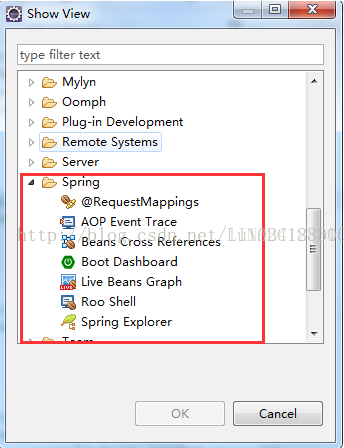 Show View
type filter text
Mylyn
Oomph
Plug-in Development
Remote Systems
Server
Spring
@RequestMappings
AOP Event Trace
Beans Cross References
Boot Dashboard
Live Beans Graph
Roo Shell
Spring Explorer
Team
OK
Cancel